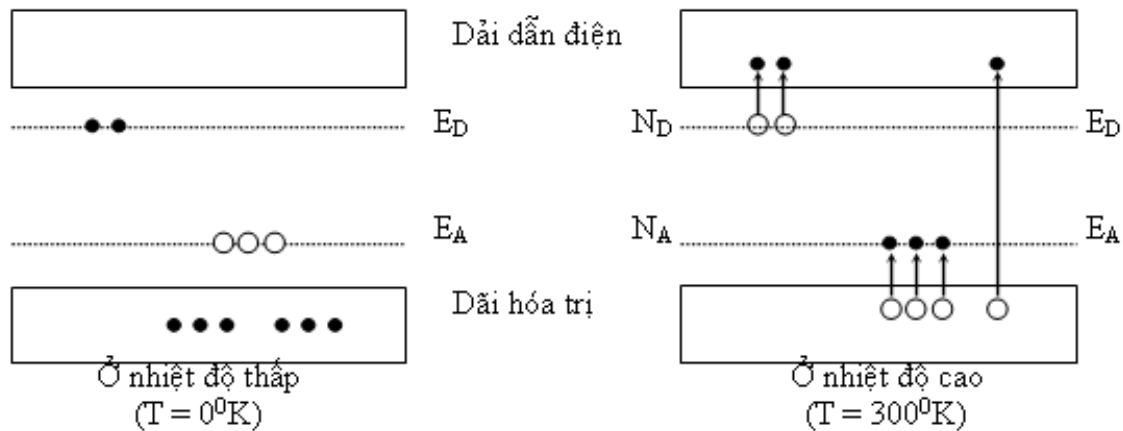 Dải dẫn điện
E_D
N_D
E_D
E_A
N_A
E_A
Dãi hóa trị
Ở nhiệt độ thấp
(T = 0⁰K)
Ở nhiệt độ cao
(T = 300⁰K)